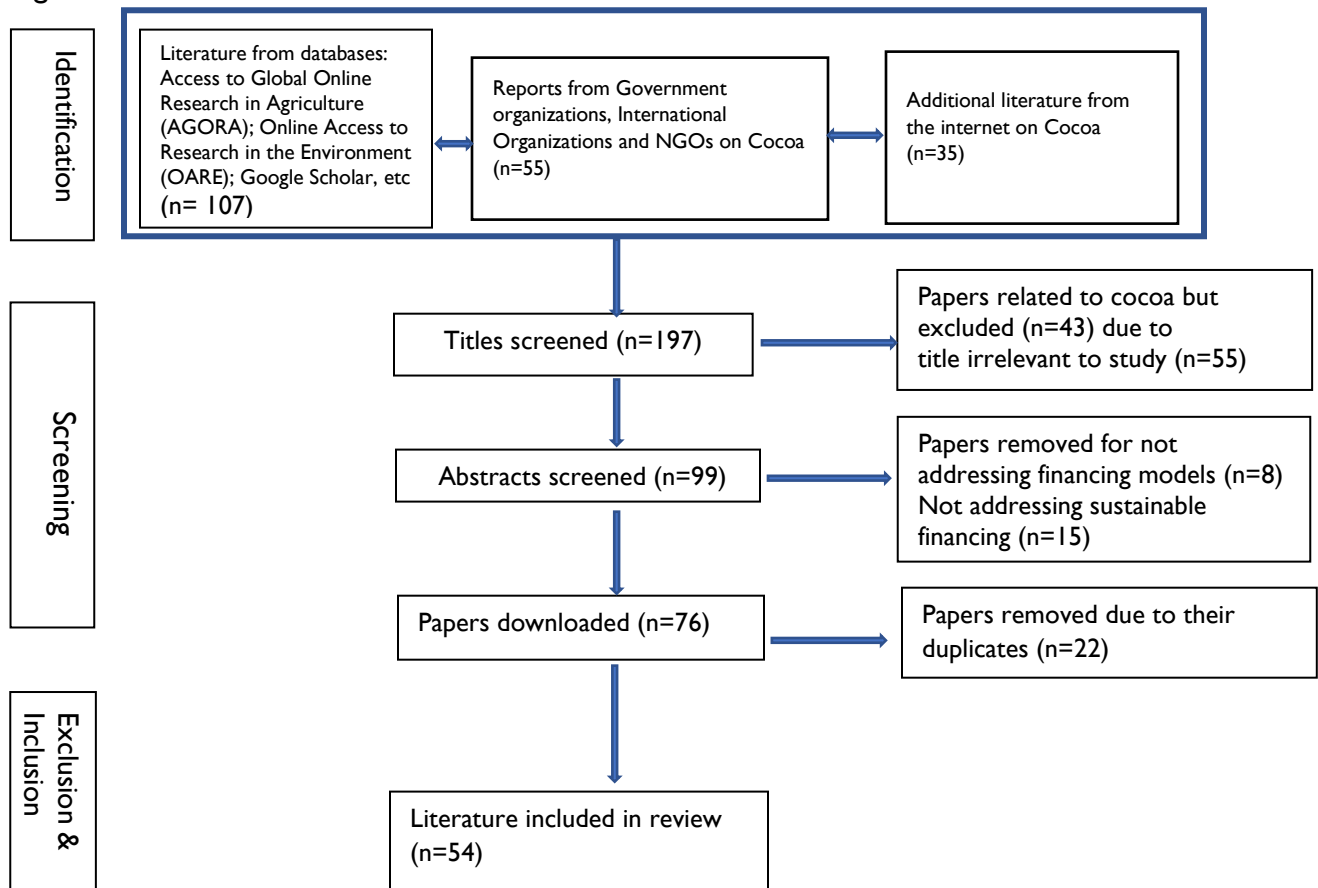 Identification
Literature from databases:
Access to Global Online
Research in Agriculture
(AGORA); Online Access to
Research in the Environment
(OARE); Google Scholar, etc
(n= 107)
Reports from Government
organizations, International
Organizations and NGOs on Cocoa
(n=55)
Additional literature from
the internet on Cocoa
(n=35)
Screening
Titles screened (n=197)
Papers related to cocoa but
excluded (n=43) due to
title irrelevant to study (n=55)
Abstracts screened (n=99)
Papers removed for not
addressing financing models (n=8)
Not addressing sustainable
financing (n=15)
Papers downloaded (n=76)
Papers removed due to their
duplicates (n=22)
Exclusion &
Inclusion
Literature included in review
(n=54)